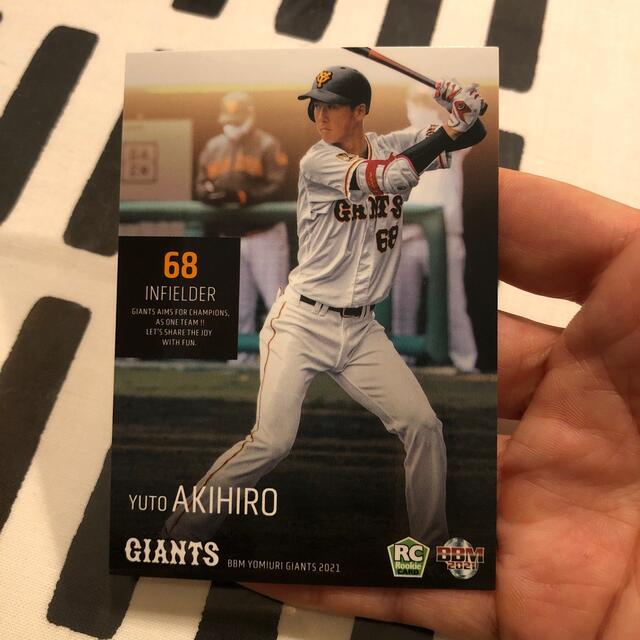 GIANTS
68
68
INFIELDER
GIANTS AIMS FOR CHAMPIONS,
AS ONE TEAM !!
LET'S SHARE THE JOY
WITH FUN.
YUTO AKIHIRO
GIANTS
BBM YOMIURI GIANTS 2021
RC
Rookie
CARD
BBM
2021